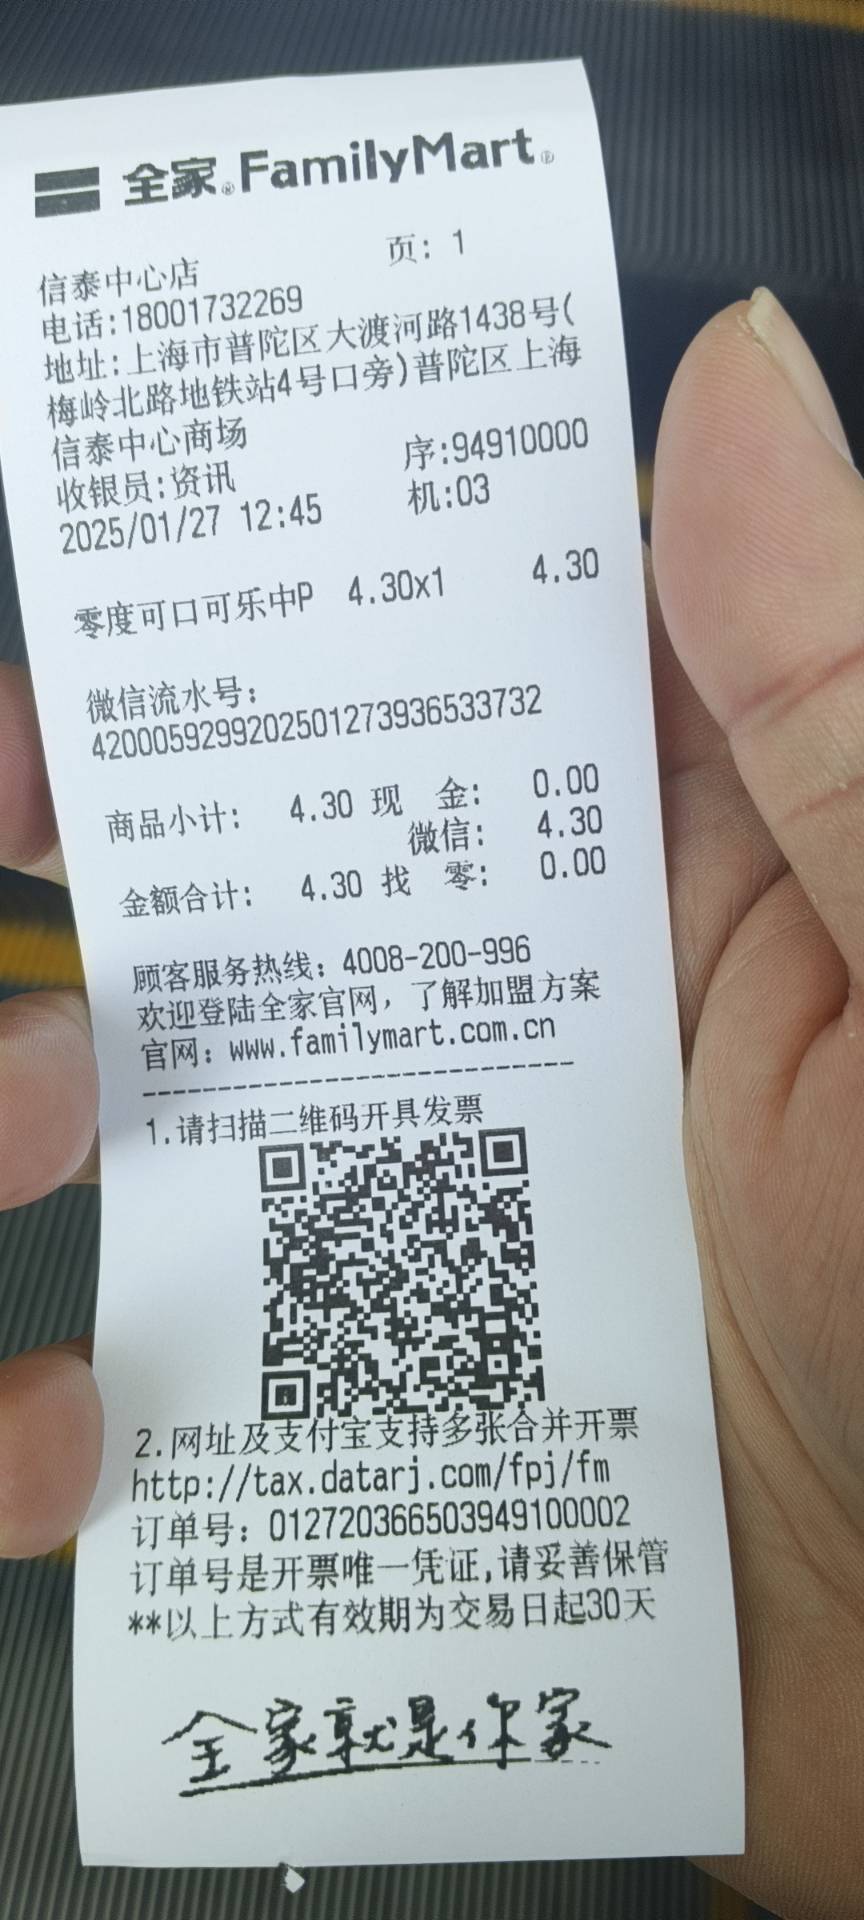 全家®FamilyMart®
页: 1
信泰中心店
电话:18001732269
地址:上海市普陀区大渡河路1438号(
梅岭北路地铁站4号口旁)普陀区上海
信泰中心商场
序:94910000
收银员:资讯
机:03
2025/01/27 12:45
零度可口可乐中P 4.30x1 4.30
微信流水号:
4200059299202501273936533732
商品小计: 4.30 现 金: 0.00
微信: 4.30
金额合计: 4.30 找 零: 0.00
顾客服务热线: 4008-200-996
欢迎登陆全家官网, 了解加盟方案
官网: www.familymart.com.cn
1.请扫描二维码开具发票
2.网址及支付宝支持多张合并开票
http://tax.datarj.com/fpj/fm
订单号: 012720366503949100002
订单号是开票唯一凭证,请妥善保管
**以上方式有效期为交易日起30天
全家就是你家